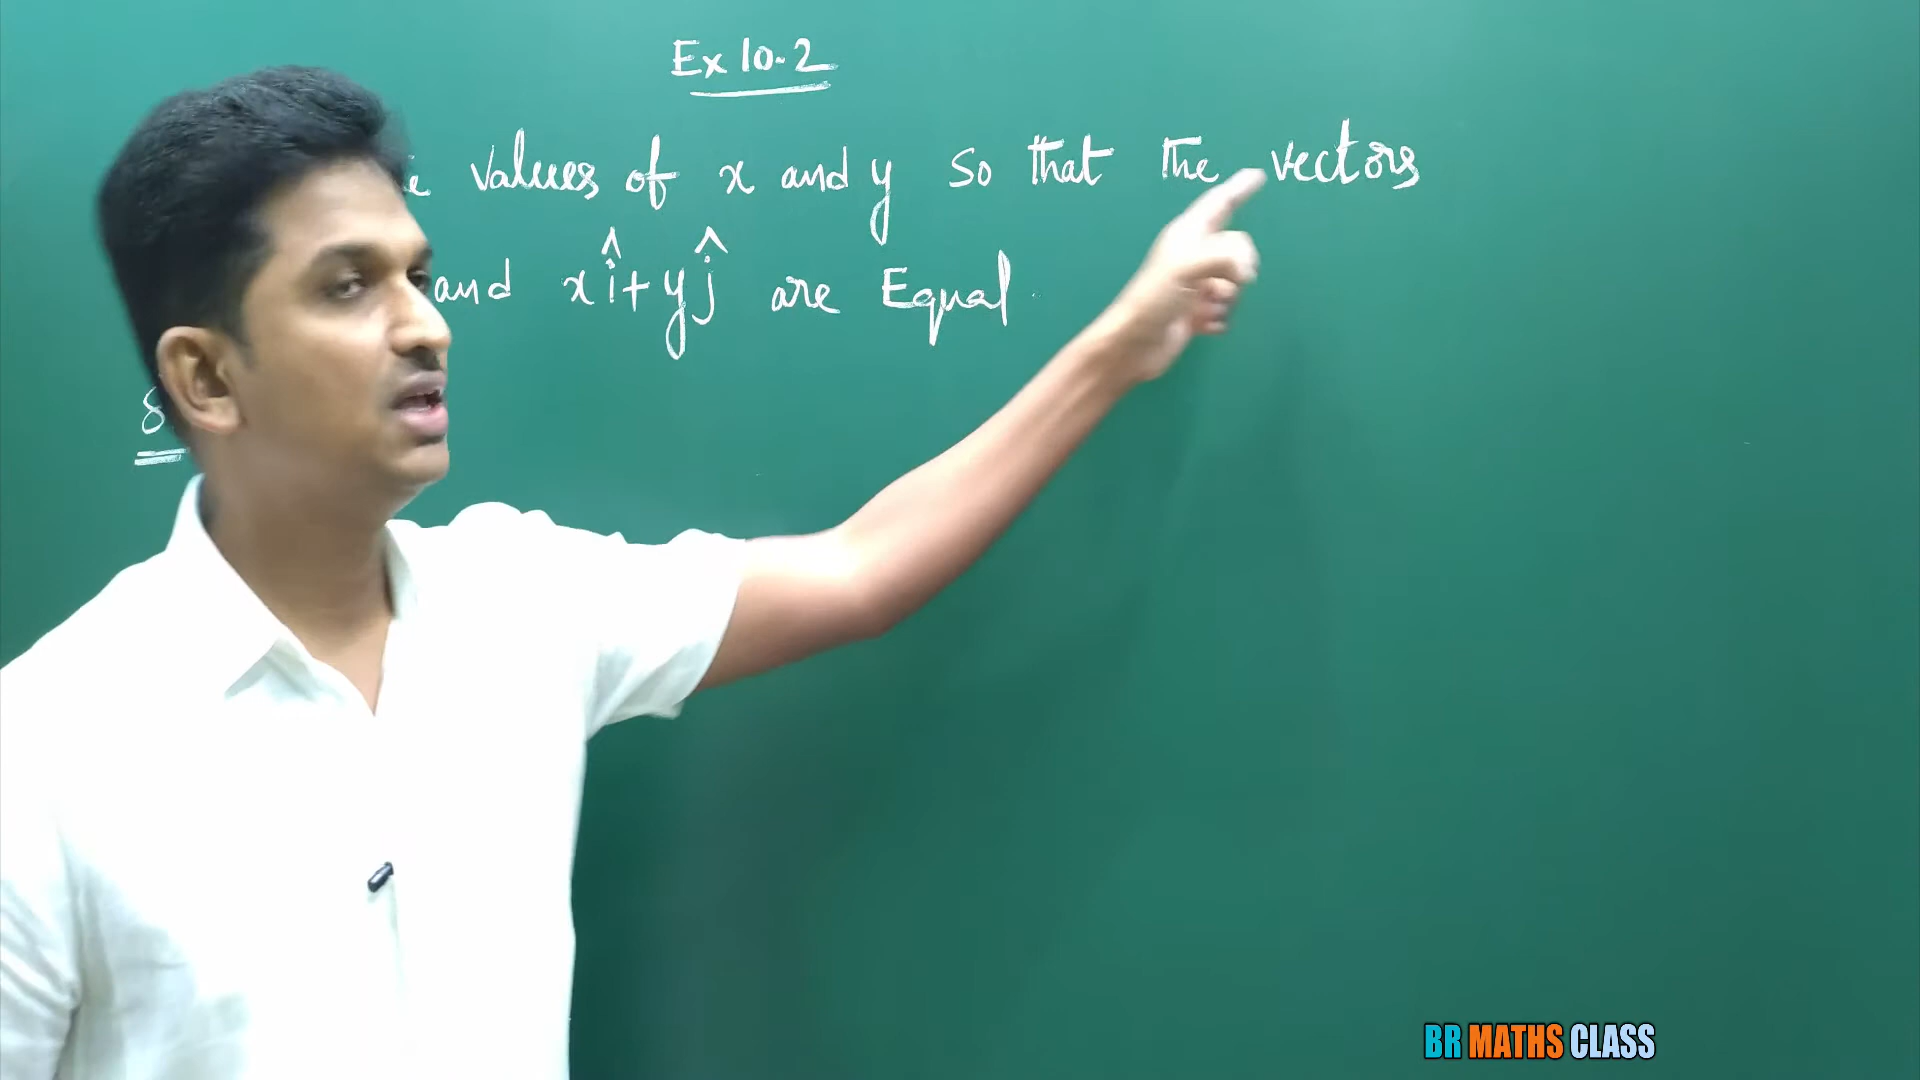 Ex 10.2
values of x and y so that the vectors
and xî+yĵ are Equal.
BR MATHS CLASS